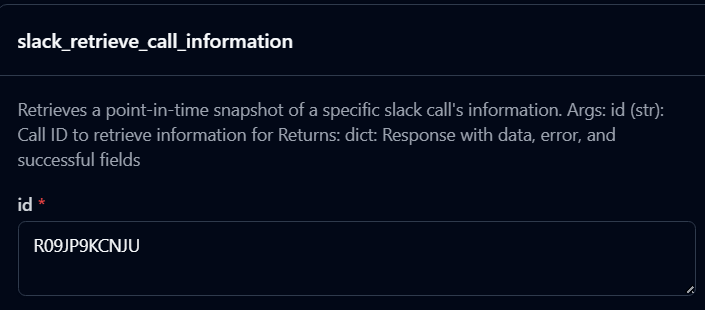 slack_retrieve_call_information
Retrieves a point-in-time snapshot of a specific slack call's information. Args: id (str):
Call ID to retrieve information for Returns: dict: Response with data, error, and
successful fields
id *
R09JP9KCNJU